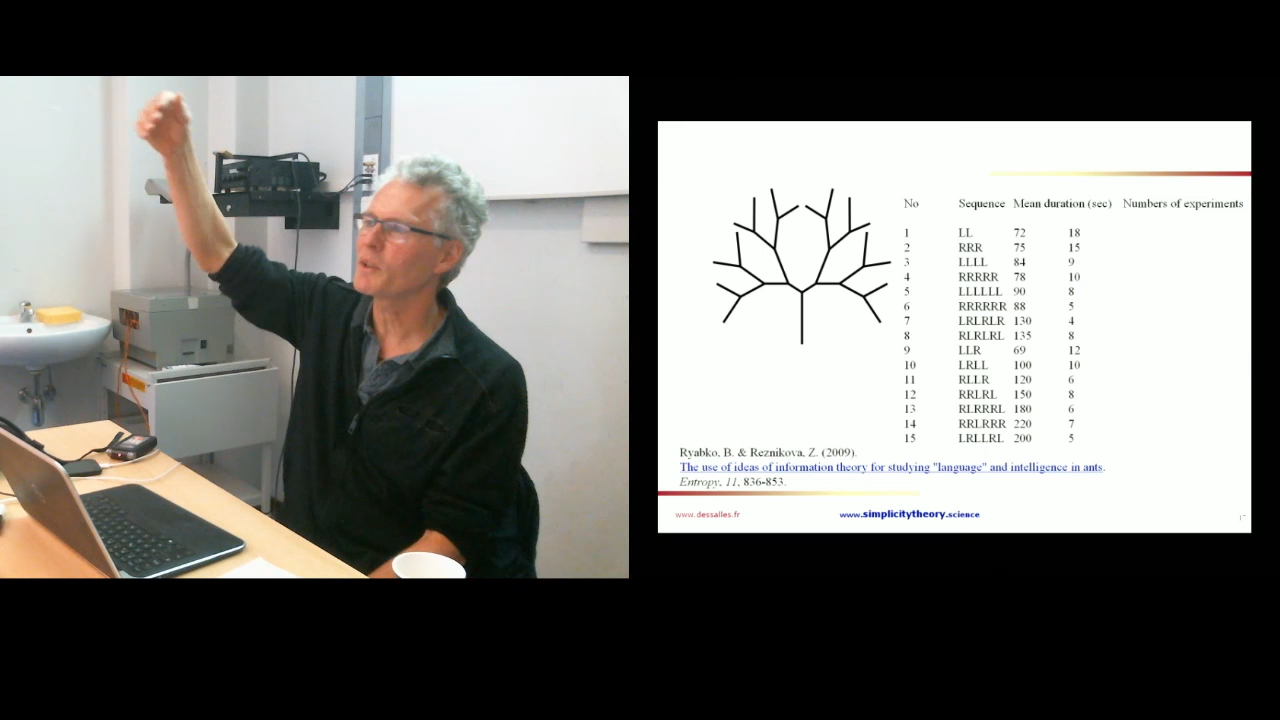 No Sequence Mean duration (sec) Numbers of experiments
1 LL 72 18
2 RRR 75 15
3 LLLL 84 9
4 RRRRR 78 10
5 LLLLLL 90 8
6 RRRRRR 88 5
7 LRLRLR 130 4
8 RLRLRL 135 8
9 LLR 69 12
10 LRLL 100 10
11 RLLR 120 6
12 RRLRL 150 8
13 RLRRRL 180 6
14 RRLRRR 220 7
15 LRLLRL 200 5
Ryabko, B. & Reznikova, Z. (2009).
The use of ideas of information theory for studying "language" and intelligence in ants.
Entropy, 11, 836-853.
www.dessalles.fr www.simplicitytheory.science